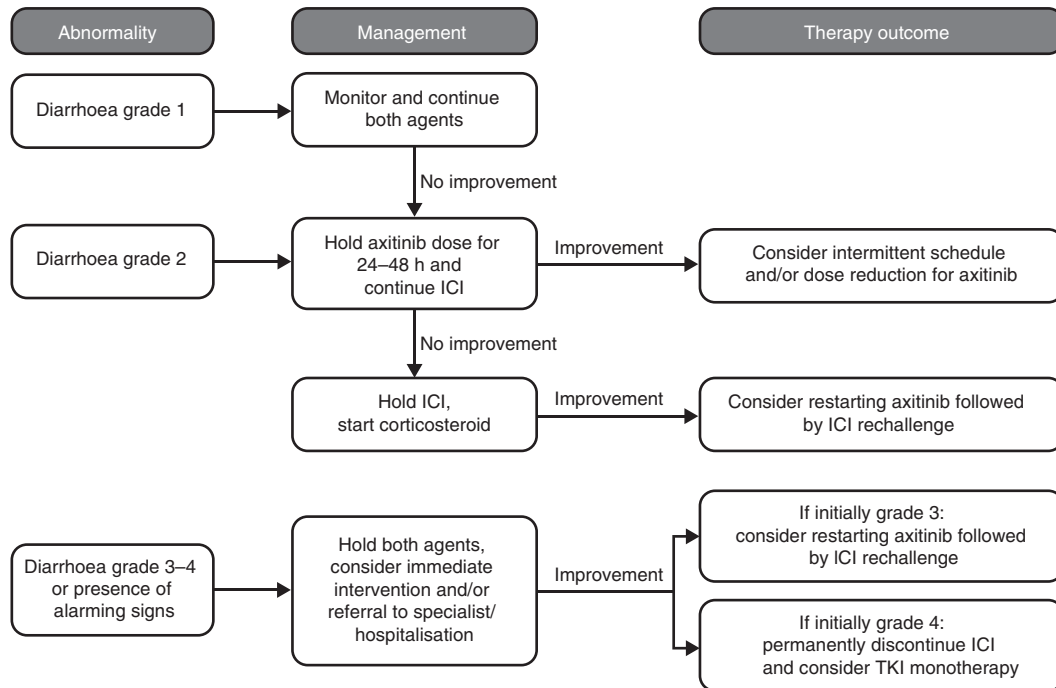 Abnormality
Management
Therapy outcome
Diarrhoea grade 1
Monitor and continue
both agents
No improvement
Diarrhoea grade 2
Hold axitinib dose for
24–48 h and
continue ICI
Improvement
Consider intermittent schedule
and/or dose reduction for axitinib
No improvement
Hold ICI,
start corticosteroid
Improvement
Consider restarting axitinib followed
by ICI rechallenge
Diarrhoea grade 3–4
or presence of
alarming signs
Hold both agents,
consider immediate
intervention and/or
referral to specialist/
hospitalisation
Improvement
If initially grade 3:
consider restarting axitinib followed
by ICI rechallenge
If initially grade 4:
permanently discontinue ICI
and consider TKI monotherapy